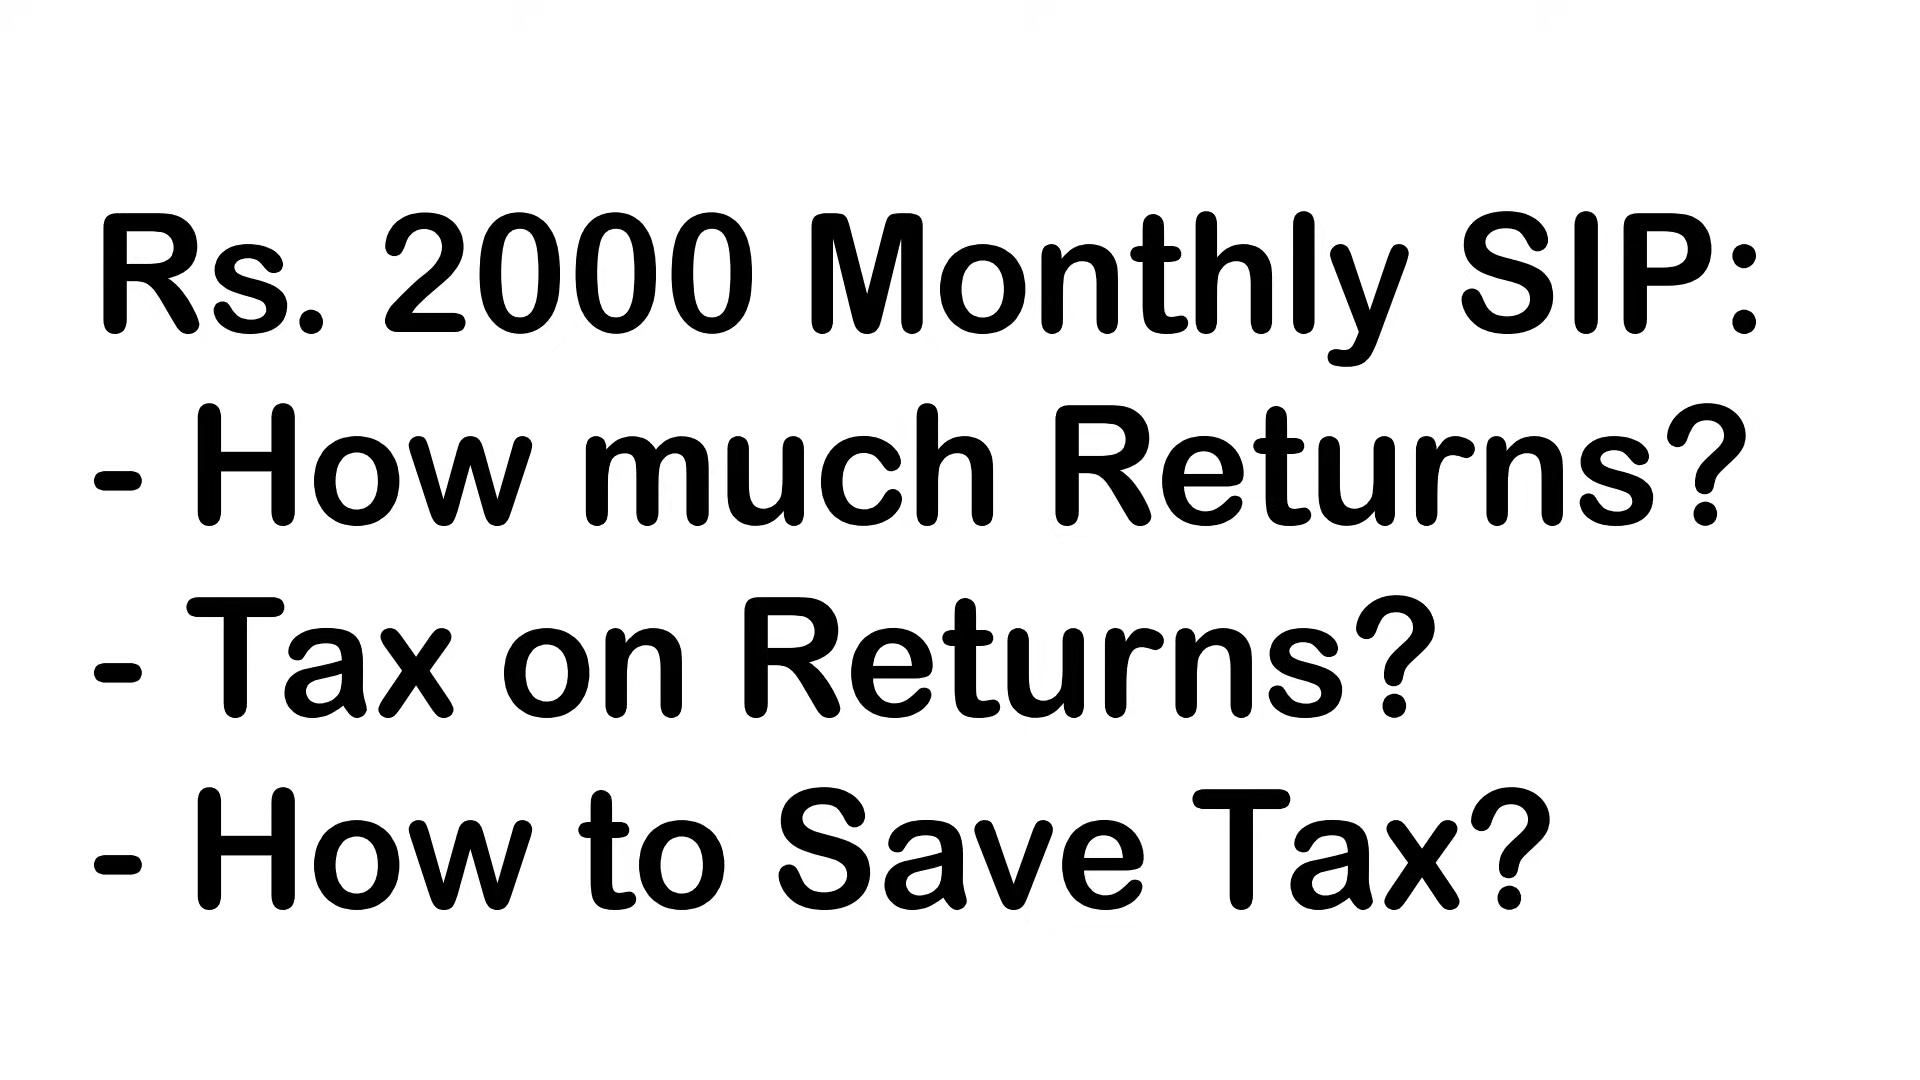 Rs. 2000 Monthly SIP:
- How much Returns?
- Tax on Returns?
- How to Save Tax?